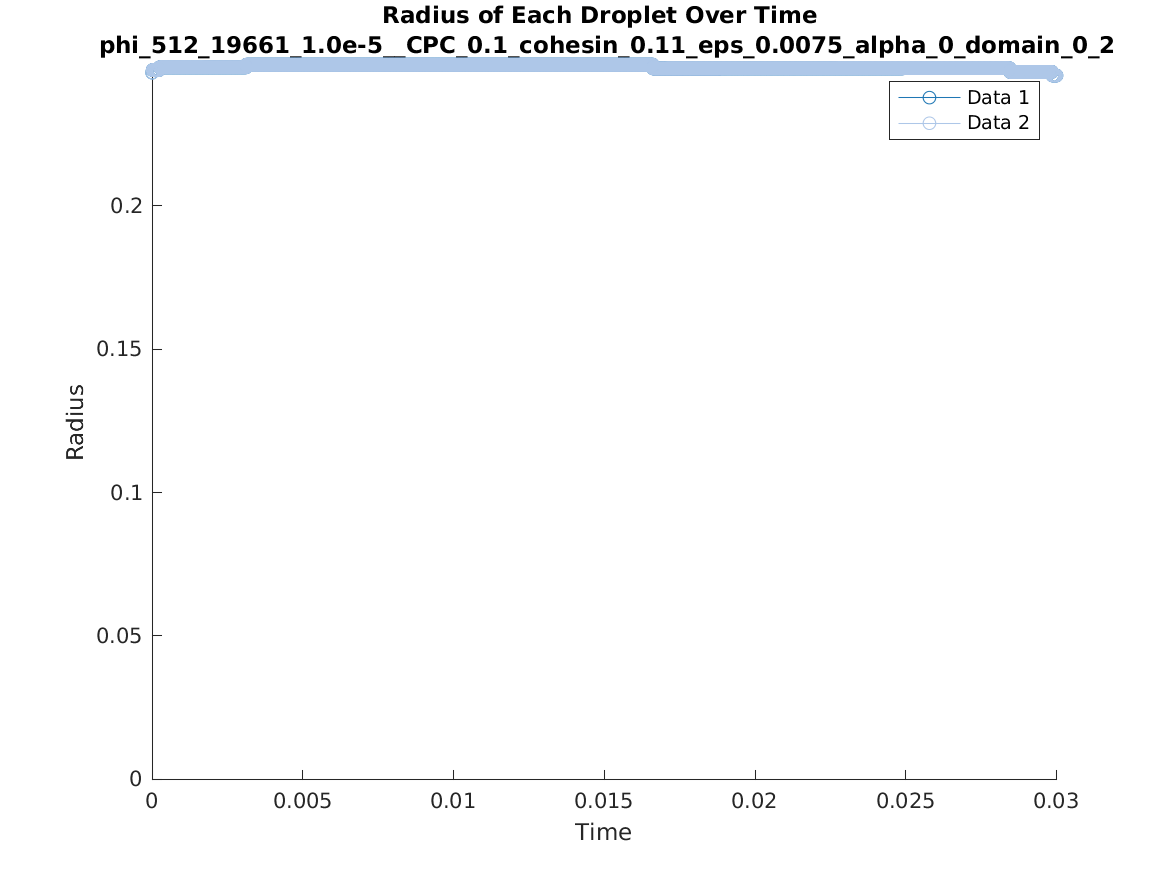 Radius of Each Droplet Over Time
phi_512_19661_1.0e-5__CPC_0.1_cohesin_0.11_eps_0.0075_alpha_0_domain_0_2
Data 1
Data 2
0.2
0.15
0.1
0.05
0
Radius
0 0.005 0.01 0.015 0.02 0.025 0.03
Time